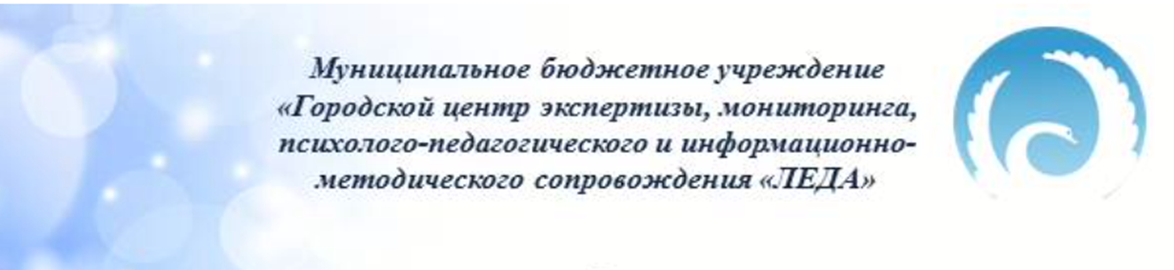 Муниципальное бюджетное учреждение
«Городской центр экспертизы, мониторинга,
психолого-педагогического и информационно-
методического сопровождения «ЛЕДА»